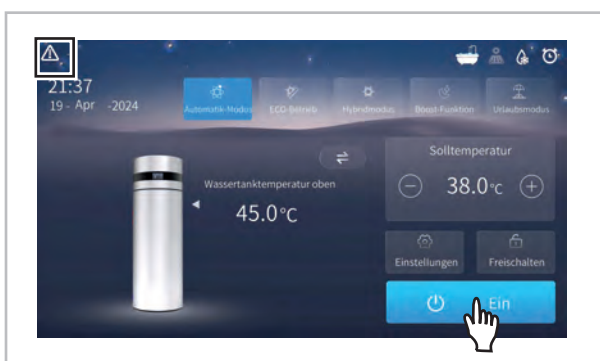 21:37
19 - Apr -2024
Automatik-Modus ECO-Betrieb Hybridmodus Boost-Funktion Urlaubsmodus
Solltemperatur
Wassertanktemperatur oben
38.0°C
45.0°C
Einstellungen Freischalten
Ein